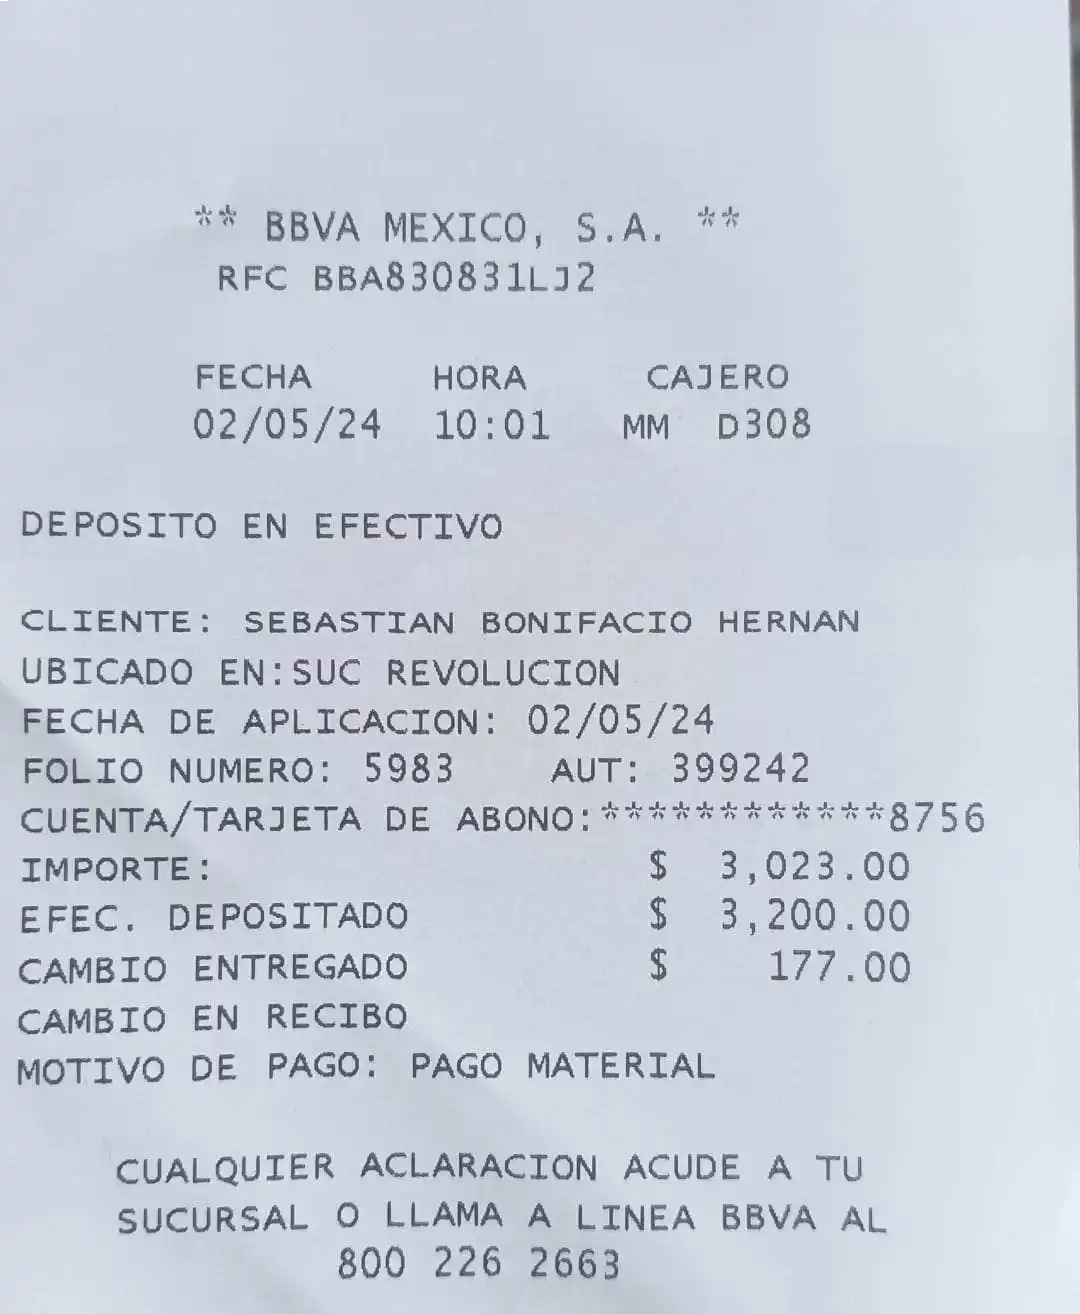 ** BBVA MEXICO, S.A. **
RFC BBA830831LJ2
FECHA HORA CAJERO
02/05/24 10:01 MM D308
DEPOSITO EN EFECTIVO
CLIENTE: SEBASTIAN BONIFACIO HERNAN
UBICADO EN:SUC REVOLUCION
FECHA DE APLICACION: 02/05/24
FOLIO NUMERO: 5983 AUT: 399242
CUENTA/TARJETA DE ABONO:************8756
IMPORTE: $ 3,023.00
EFEC. DEPOSITADO $ 3,200.00
CAMBIO ENTREGADO $ 177.00
CAMBIO EN RECIBO
MOTIVO DE PAGO: PAGO MATERIAL
CUALQUIER ACLARACION ACUDE A TU
SUCURSAL O LLAMA A LINEA BBVA AL
800 226 2663